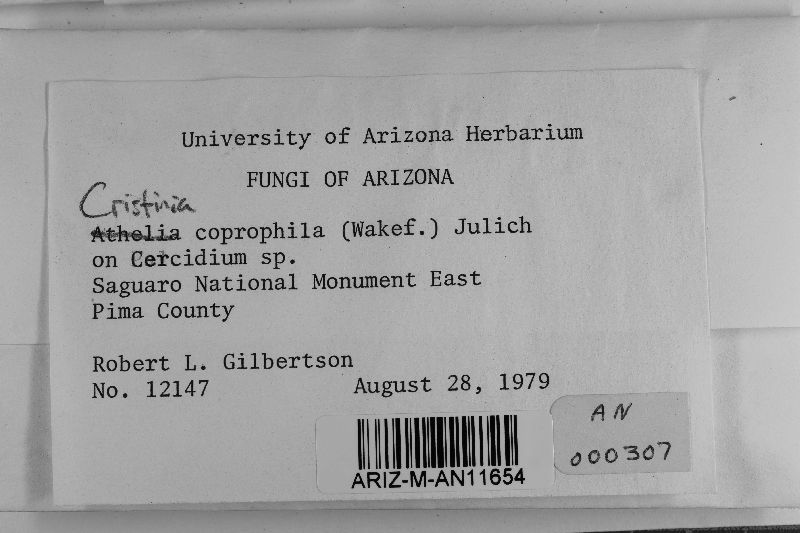 University of Arizona Herbarium
FUNGI OF ARIZONA
Cristinia
Athelia coprophila (Wakef.) Julich
on Cercidium sp.
Saguaro National Monument East
Pima County
Robert L. Gilbertson
No. 12147 August 28, 1979
AN
000307
ARIZ-M-AN11654